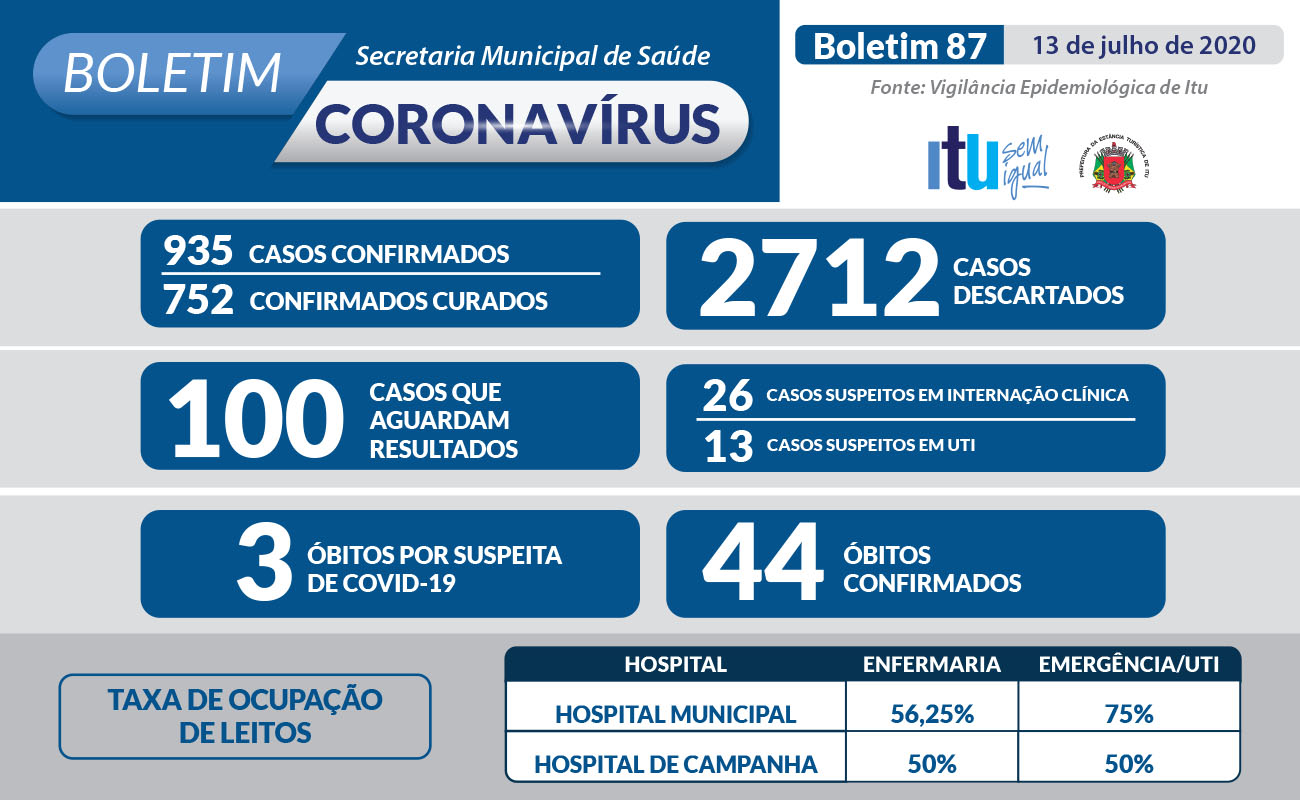 BOLETIM
Secretaria Municipal de Saúde
CORONAVÍRUS
Boletim 87
13 de julho de 2020
Fonte: Vigilância Epidemiológica de Itu
itu sem igual
PREFEITURA DA ESTÂNCIA TURÍSTICA DE ITU
935 CASOS CONFIRMADOS
752 CONFIRMADOS CURADOS
2712 CASOS
DESCARTADOS
100 CASOS QUE
AGUARDAM
RESULTADOS
26 CASOS SUSPEITOS EM INTERNAÇÃO CLÍNICA
13 CASOS SUSPEITOS EM UTI
3 ÓBITOS POR SUSPEITA
DE COVID-19
44 ÓBITOS
CONFIRMADOS
TAXA DE OCUPAÇÃO
DE LEITOS
HOSPITAL ENFERMARIA EMERGÊNCIA/UTI
HOSPITAL MUNICIPAL 56,25% 75%
HOSPITAL DE CAMPANHA 50% 50%